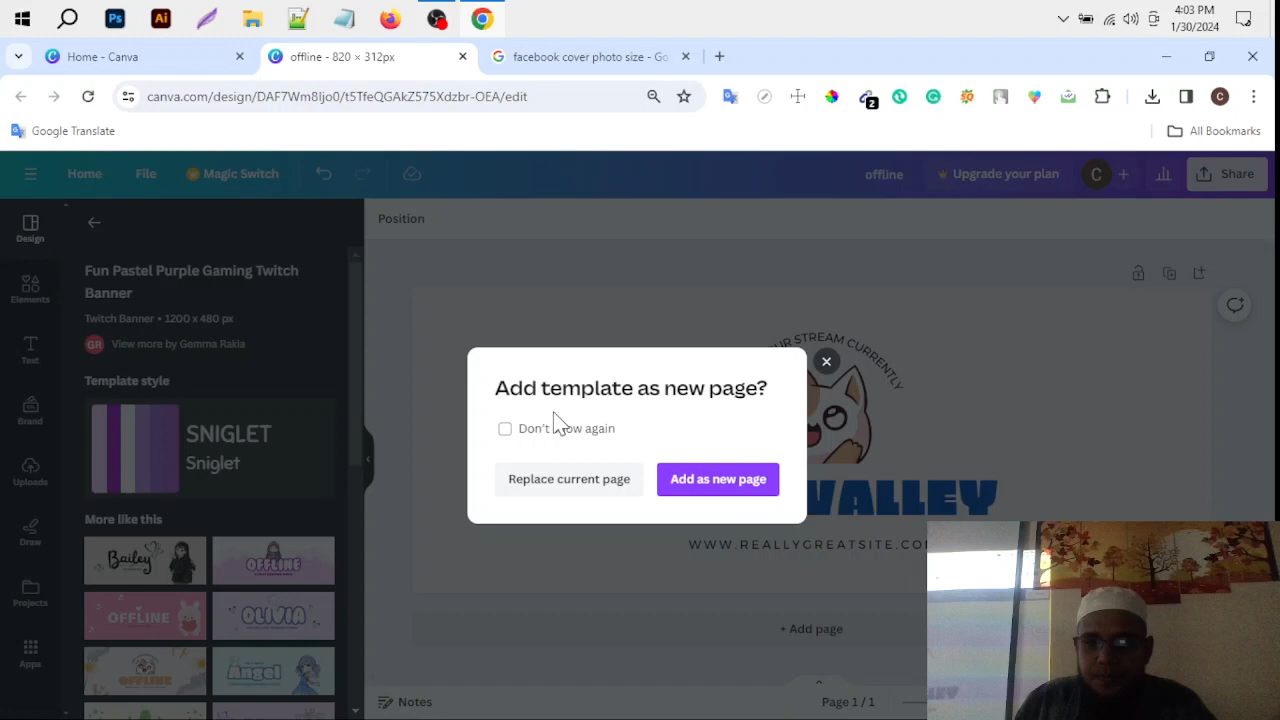 4:03 PM
1/30/2024
Home - Canva
offline - 820 × 312px
facebook cover photo size - Go
canva.com/design/DAF7Wm8Ijo0/t5TfeQGAkZ575Xdzbr-OEA/edit
2
C
Google Translate
All Bookmarks
Home
File
Magic Switch
offline
Upgrade your plan
C
Share
Design
Elements
Text
Brand
Uploads
Draw
Projects
Apps
Fun Pastel Purple Gaming Twitch
Banner
Twitch Banner • 1200 x 480 px
GR
View more by Gemma Rakia
Template style
SNIGLET
Sniglet
More like this
Bailey
OFFLINE
OFFLINE
OLIVIA
OFFLINE
Angel
Position
STREAM CURRENTLY
VALLEY
WWW.REALLYGREATSITE.CO
Add template as new page?
Don't show again
Replace current page
Add as new page
+ Add page
Notes
Page 1 / 1